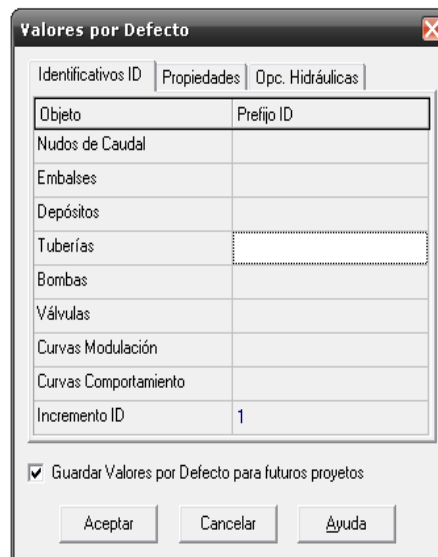 Valores por Defecto
Identificativos ID Propiedades Opc. Hidráulicas
Objeto Prefijo ID
Nudos de Caudal
Embalses
Depósitos
Tuberías
Bombas
Válvulas
Curvas Modulación
Curvas Comportamiento
Incremento ID 1
Guardar Valores por Defecto para futuros proyetos
Aceptar Cancelar Ayuda